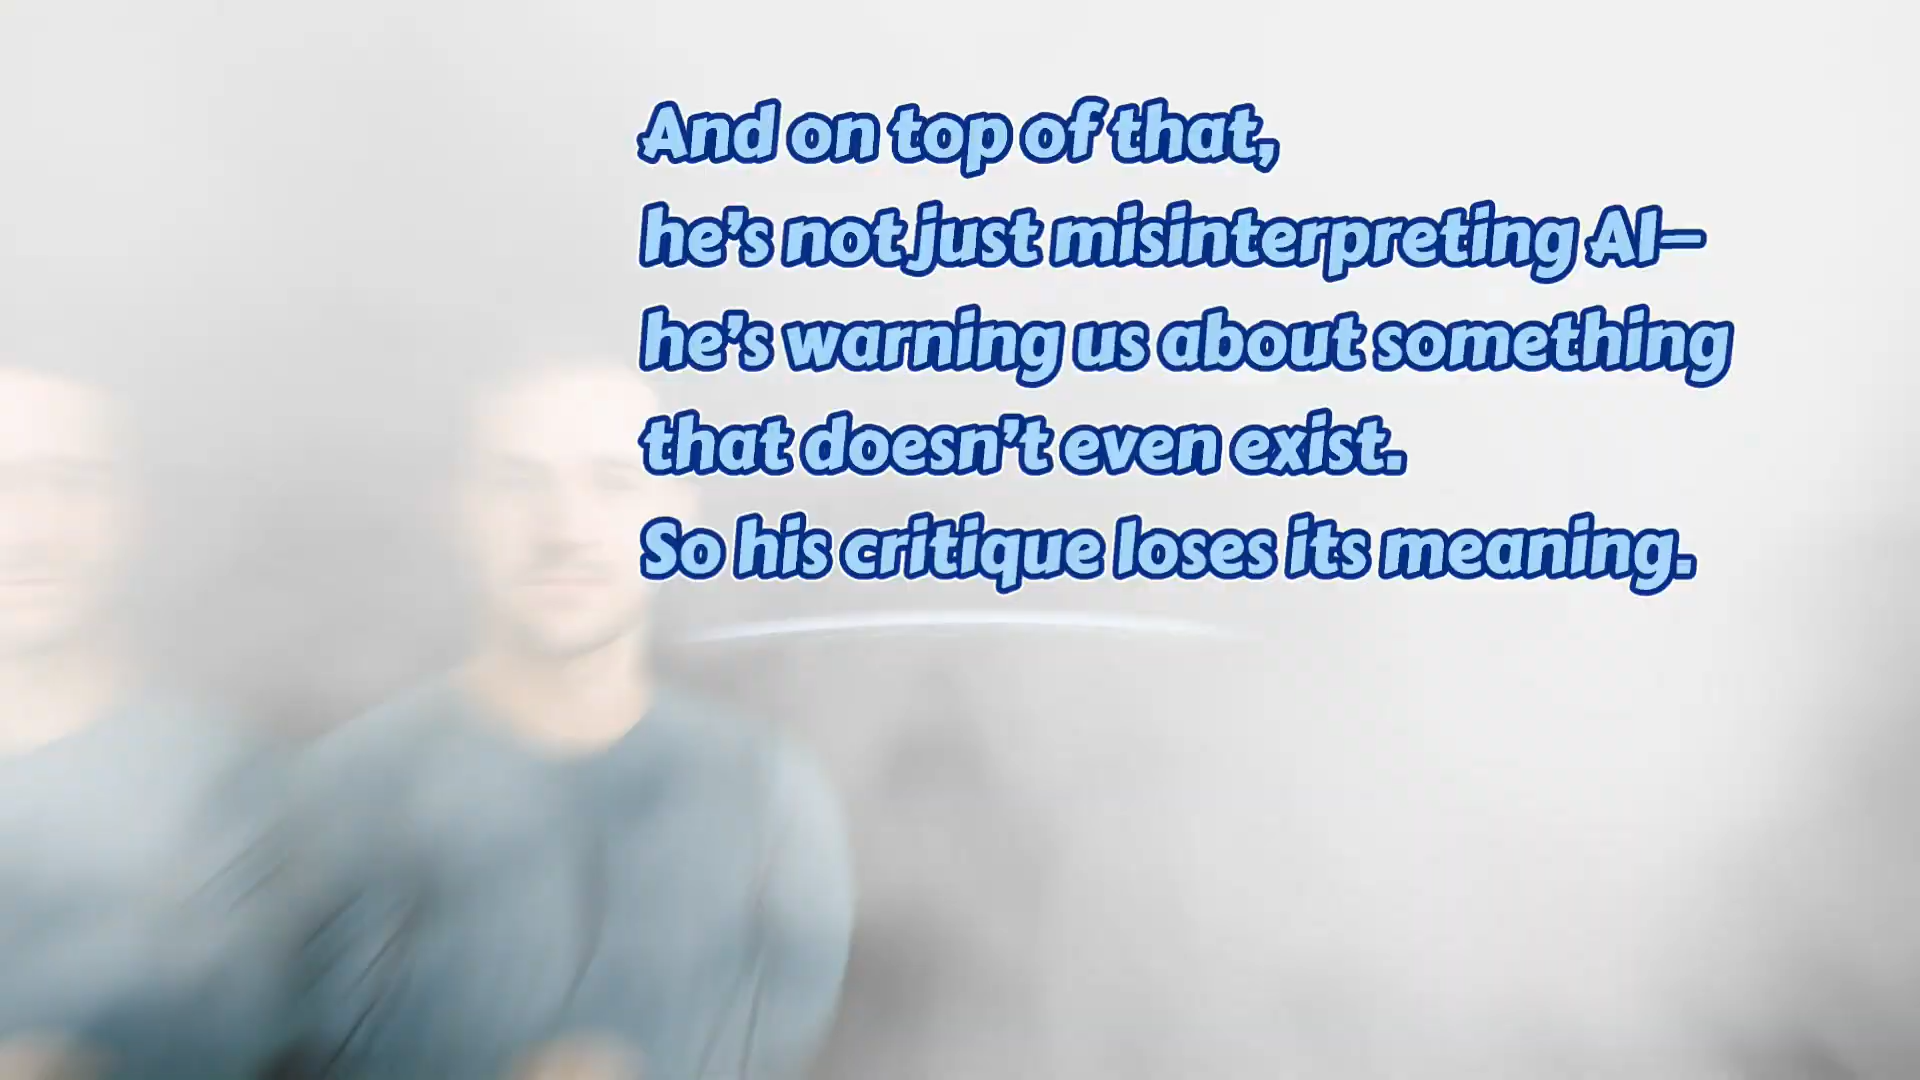 And on top of that,
he's not just misinterpreting AI—
he's warning us about something
that doesn't even exist.
So his critique loses its meaning.